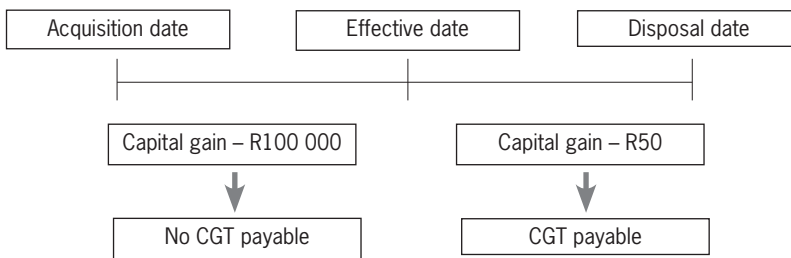 Acquisition date
Effective date
Disposal date
Capital gain – R100 000
Capital gain – R50
No CGT payable
CGT payable